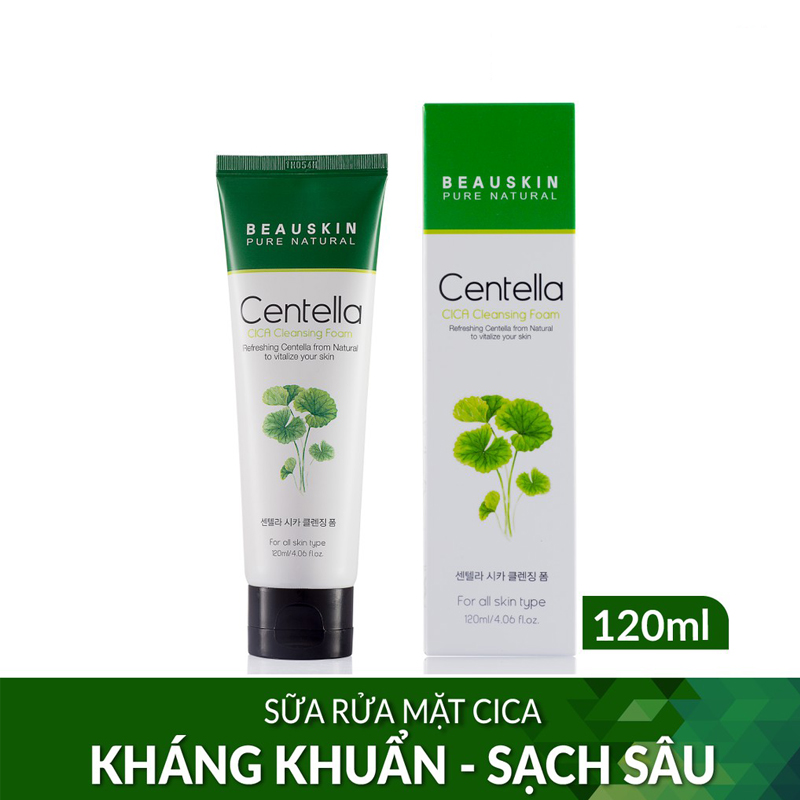 1H054H
BEAUSKIN
PURE NATURAL
Centella
CICA Cleansing Foam
Refreshing Centella from Natural
to vitalize your skin
센텔라 시카 클렌징 폼
For all skin type
120ml/4.06 fl.oz.
BEAUSKIN
PURE NATURAL
Centella
CICA Cleansing Foam
Refreshing Centella from Natural
to vitalize your skin
센텔라 시카 클렌징 폼
For all skin type
120ml/4.06 fl.oz.
120ml
SỮA RỬA MẶT CICA
KHÁNG KHUẨN - SẠCH SÂU